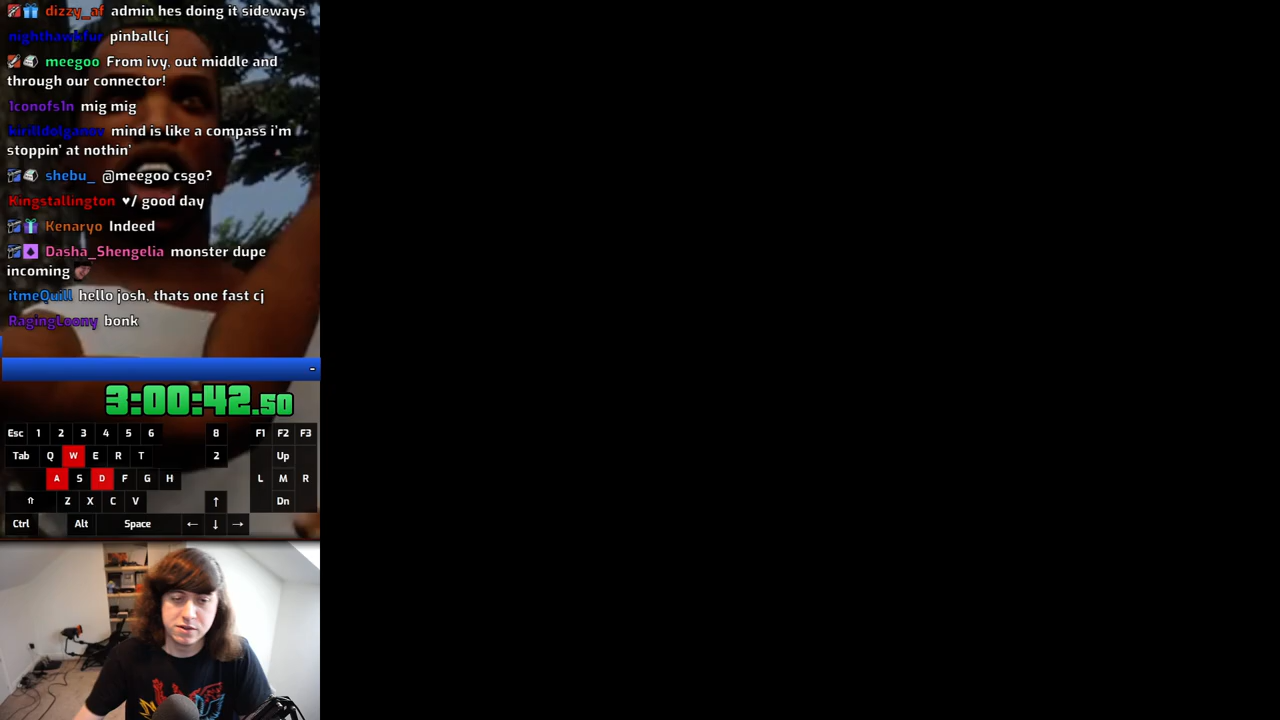 dizzy_af admin hes doing it sideways
nighthawkfur pinballcj
meegoo From ivy, out middle and
through our connector!
1conofs1n mig mig
kirilldolganov mind is like a compass i'm
stoppin' at nothin'
shebu_ @meegoo csgo?
Kingstallington ♥/ good day
Kenaryo Indeed
Dasha_Shengelia monster dupe
incoming
itmeQuill hello josh, thats one fast cj
RagingLoony bonk
-
3:00:42.50
Esc 1 2 3 4 5 6 8 F1 F2 F3
Tab Q W E R T 2 Up
A S D F G H L M R
⇧ Z X C V ↑ Dn
Ctrl Alt Space ← ↓ →